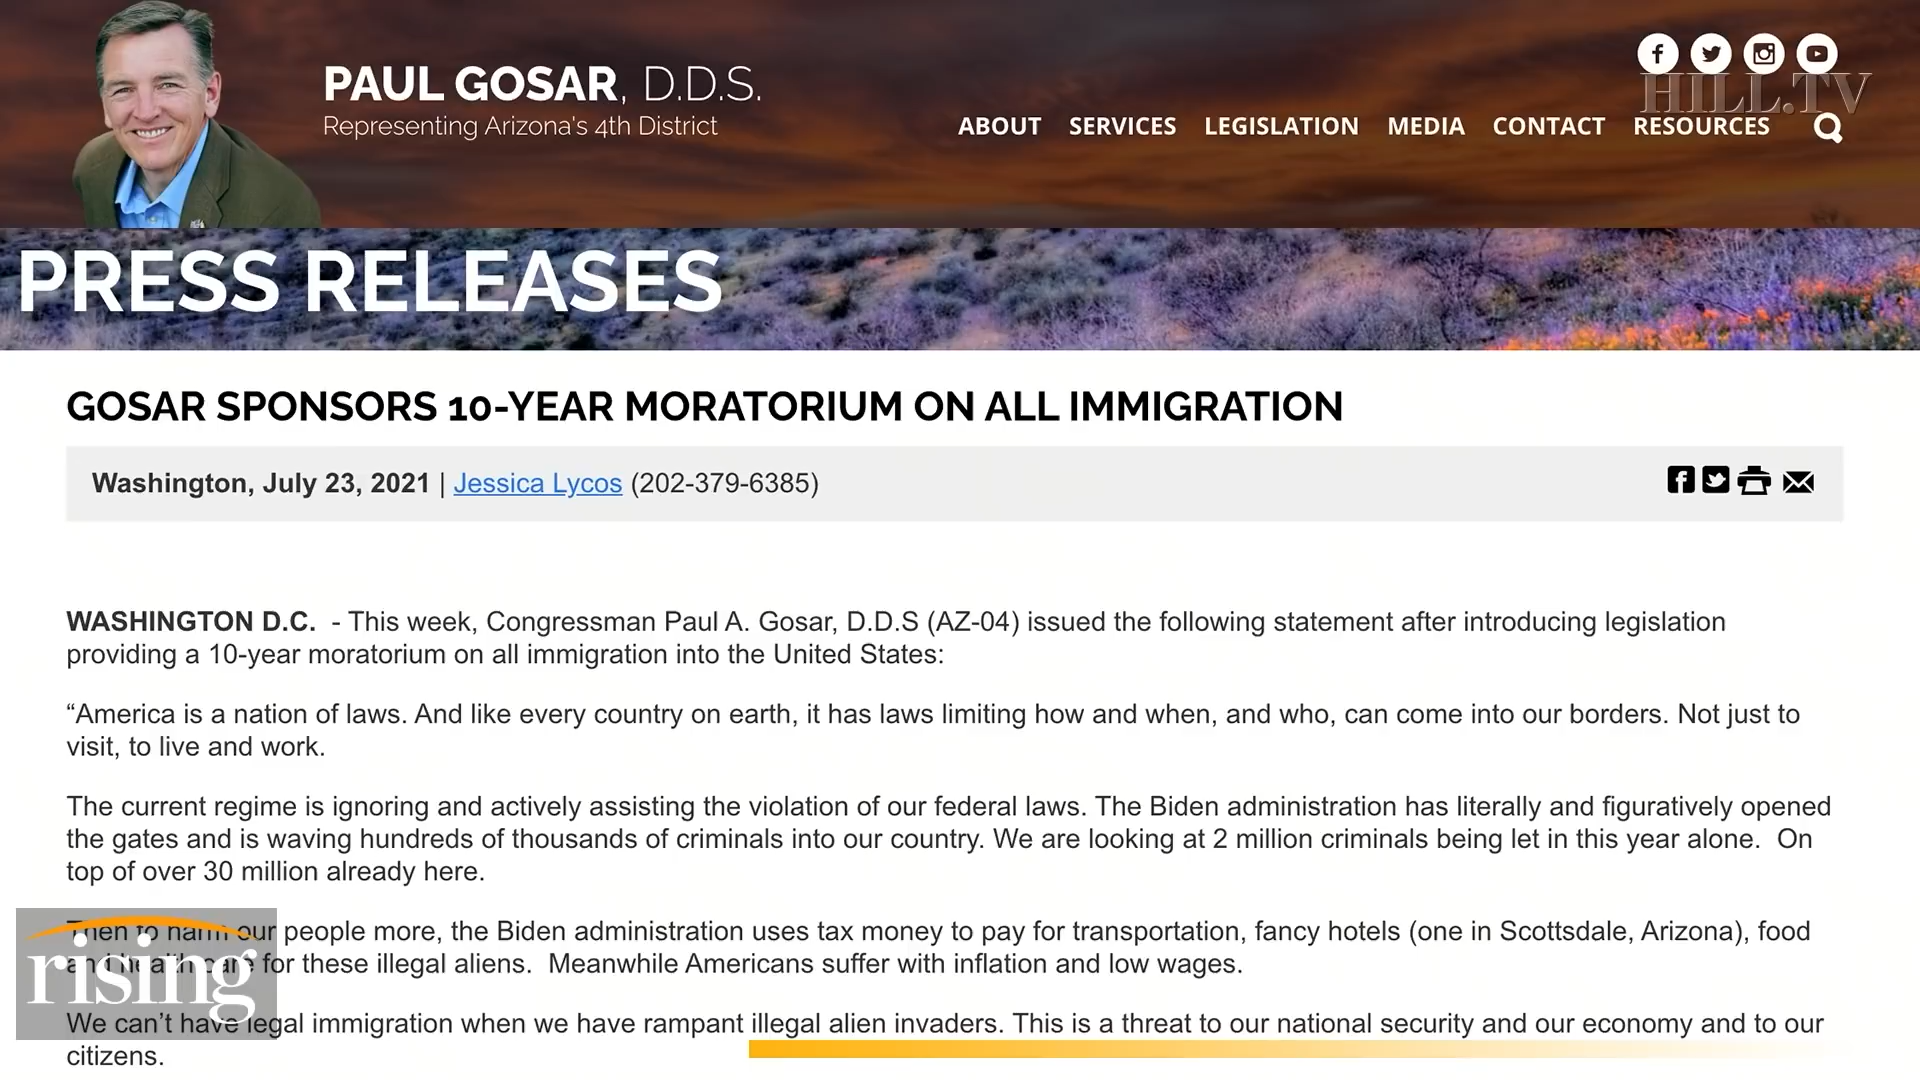 PAUL GOSAR, D.D.S.
Representing Arizona's 4th District
HILL.TV
ABOUT SERVICES LEGISLATION MEDIA CONTACT RESOURCES
PRESS RELEASES
GOSAR SPONSORS 10-YEAR MORATORIUM ON ALL IMMIGRATION
Washington, July 23, 2021 | Jessica Lycos (202-379-6385)
WASHINGTON D.C. - This week, Congressman Paul A. Gosar, D.D.S (AZ-04) issued the following statement after introducing legislation
providing a 10-year moratorium on all immigration into the United States:
“America is a nation of laws. And like every country on earth, it has laws limiting how and when, and who, can come into our borders. Not just to
visit, to live and work.
The current regime is ignoring and actively assisting the violation of our federal laws. The Biden administration has literally and figuratively opened
the gates and is waving hundreds of thousands of criminals into our country. We are looking at 2 million criminals being let in this year alone. On
top of over 30 million already here.
Then to harm our people more, the Biden administration uses tax money to pay for transportation, fancy hotels (one in Scottsdale, Arizona), food
and health care for these illegal aliens. Meanwhile Americans suffer with inflation and low wages.
rising
We can’t have legal immigration when we have rampant illegal alien invaders. This is a threat to our national security and our economy and to our
citizens.